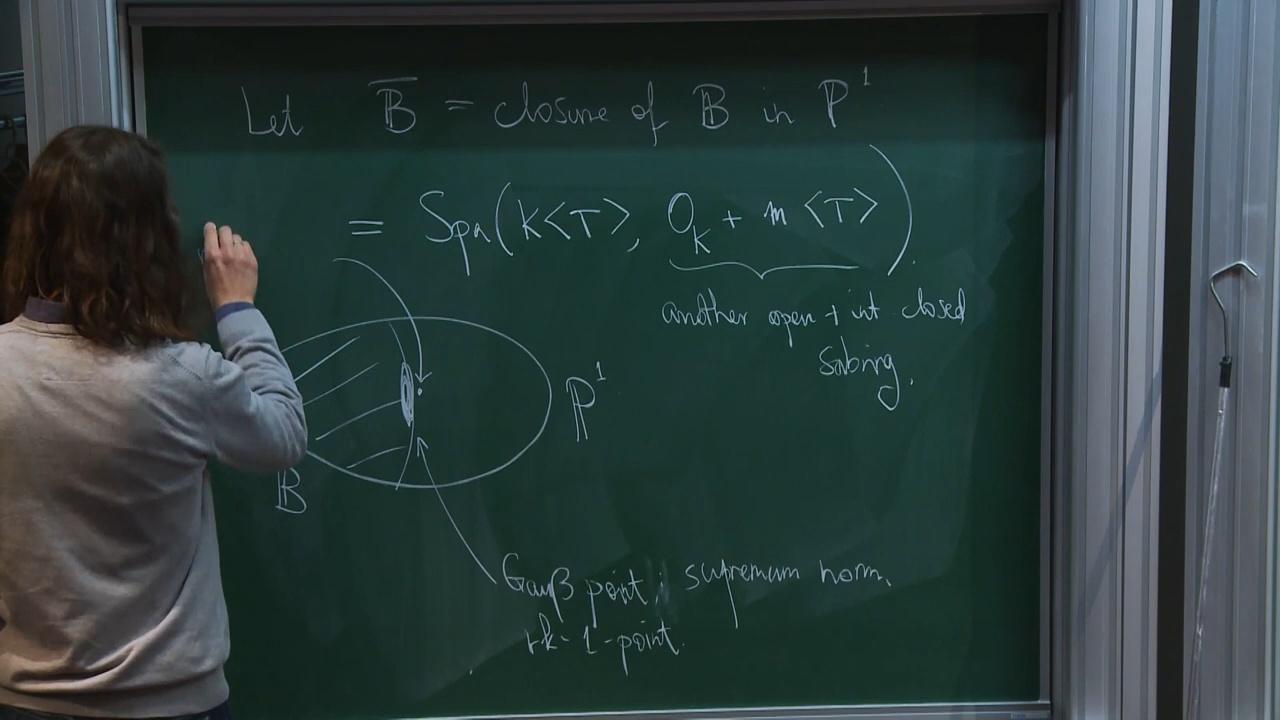 Let B̅ = closure of 𝔹 in P¹
= Spa(K<T>, O_K + m<T>).
another open + int closed
subring.
P¹
𝔹
Gauß point; supremum norm,
rk-1-point.